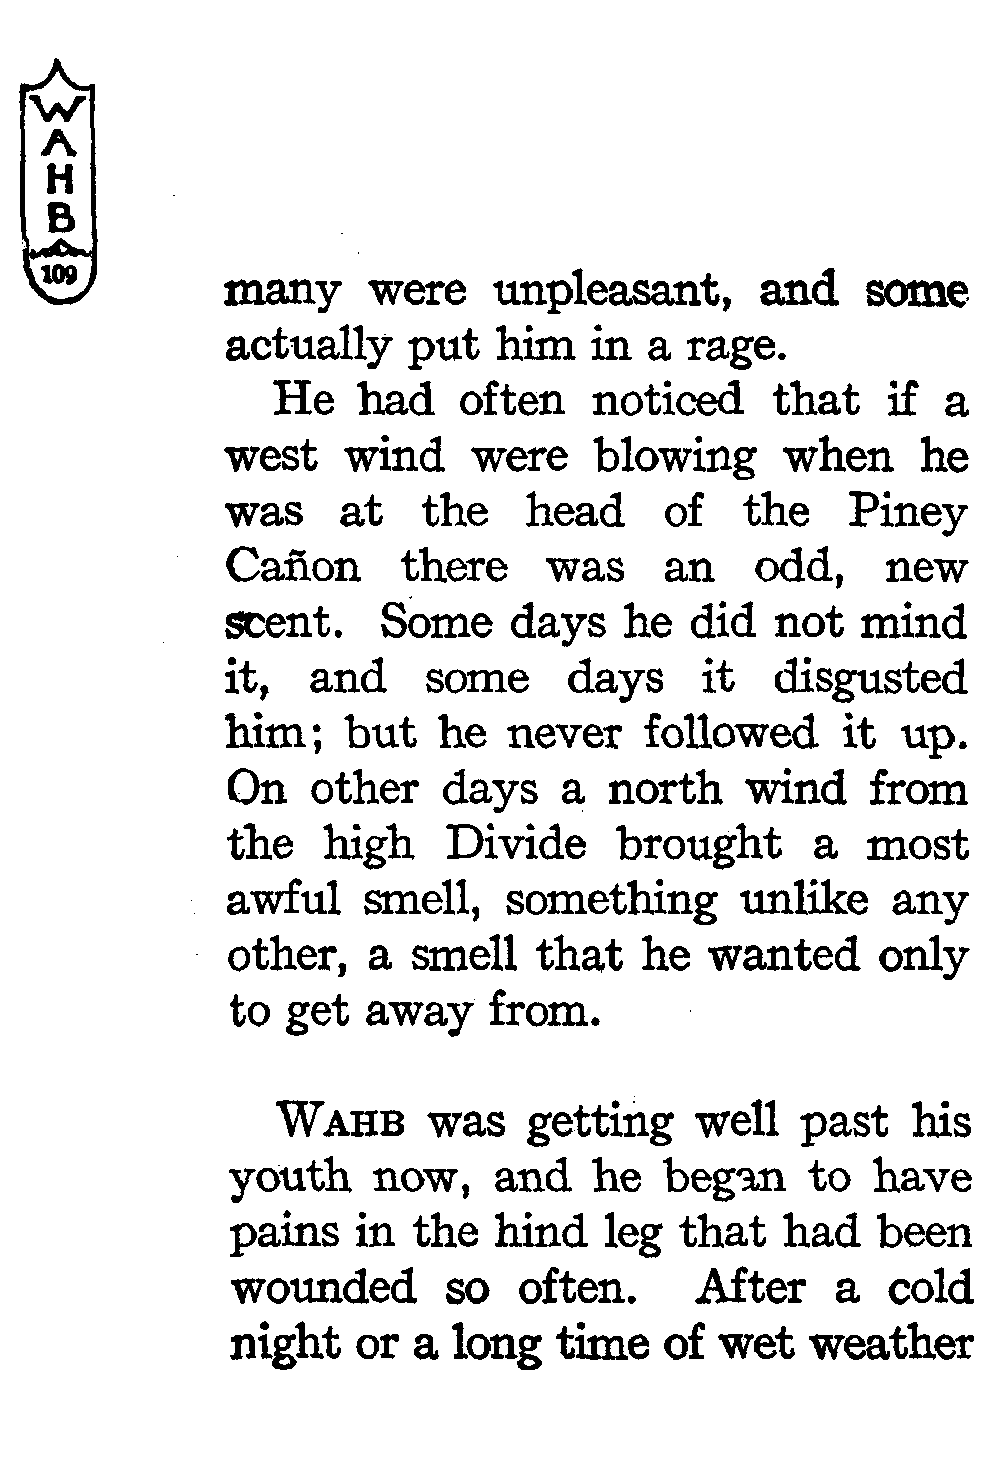 WAHB
109
many were unpleasant, and some
actually put him in a rage.
He had often noticed that if a
west wind were blowing when he
was at the head of the Piney
Cañon there was an odd, new
scent. Some days he did not mind
it, and some days it disgusted
him; but he never followed it up.
On other days a north wind from
the high Divide brought a most
awful smell, something unlike any
other, a smell that he wanted only
to get away from.
WAHB was getting well past his
youth now, and he began to have
pains in the hind leg that had been
wounded so often. After a cold
night or a long time of wet weather